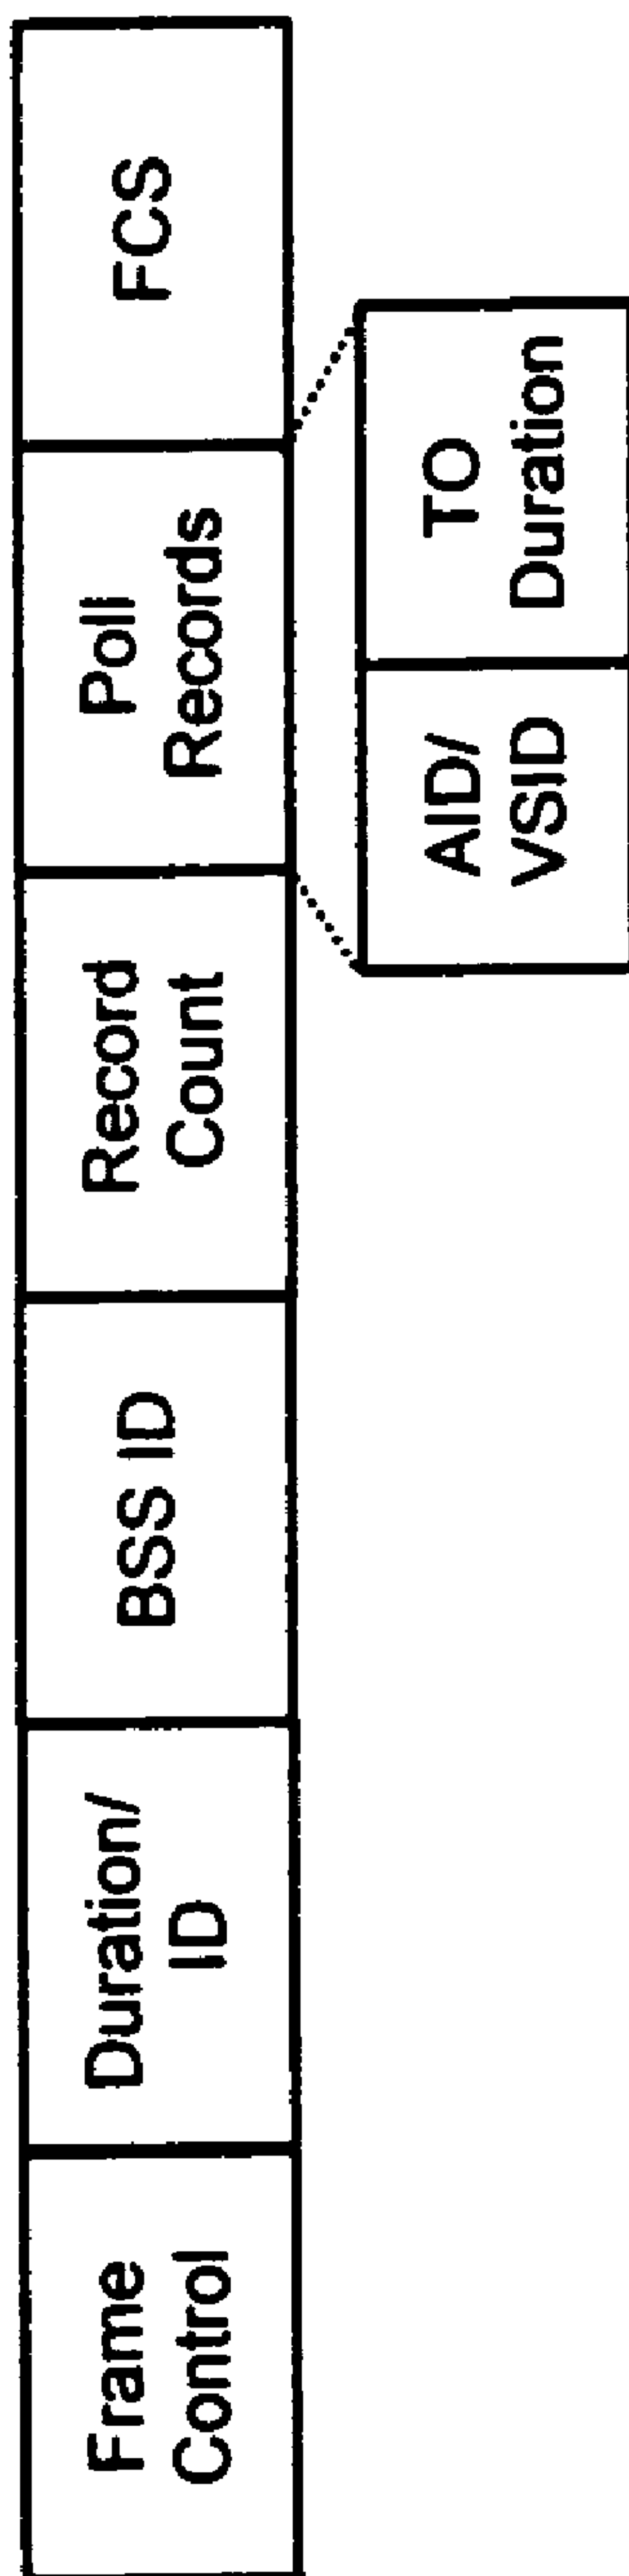 Frame
Control
Duration/
ID
BSS ID
Record
Count
Poll
Records
FCS
AID/
VSID
TO
Duration